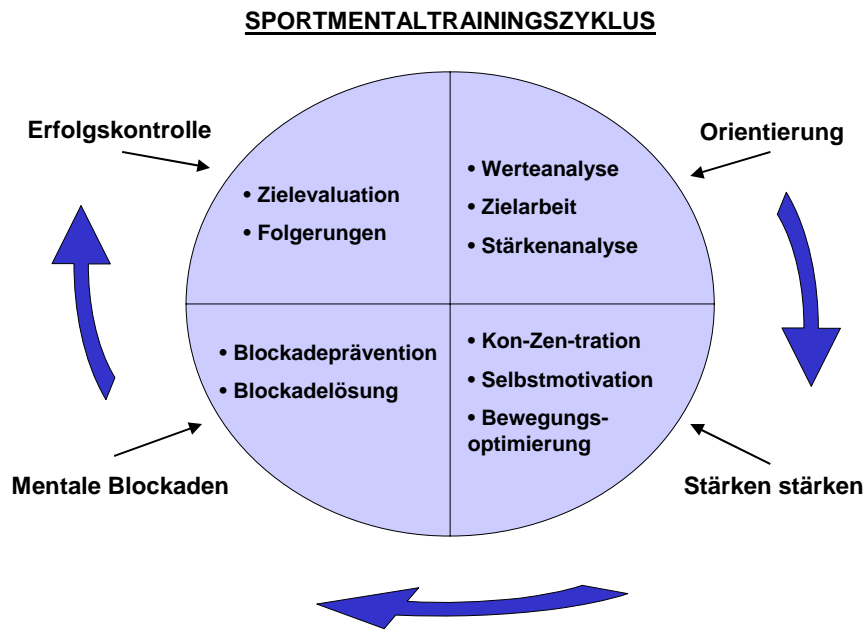 SPORTMENTALTRAININGSZYKLUS
Erfolgskontrolle
Orientierung
• Zielevaluation
• Folgerungen
• Werteanalyse
• Zielarbeit
• Stärkenanalyse
• Blockadeprävention
• Blockadelösung
• Kon-Zen-tration
• Selbstmotivation
• Bewegungs-
optimierung
Mentale Blockaden
Stärken stärken